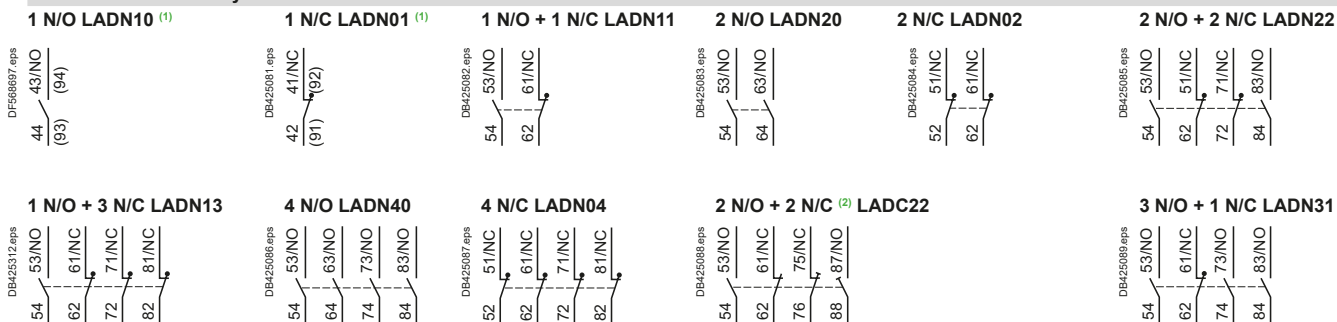 1 N/O LADN10 (1)
1 N/C LADN01 (1)
1 N/O + 1 N/C LADN11
2 N/O LADN20
2 N/C LADN02
2 N/O + 2 N/C LADN22
DF568697.eps
43/NO
(94)
44
(93)
DB425081.eps
41/NC
(92)
42
(91)
DB425082.eps
53/NO
61/NC
54
62
DB425083.eps
53/NO
63/NO
54
64
DB425084.eps
51/NC
61/NC
52
62
DB425085.eps
53/NO
51/NC
71/NC
83/NO
54
62
72
84
1 N/O + 3 N/C LADN13
4 N/O LADN40
4 N/C LADN04
2 N/O + 2 N/C (2) LADC22
3 N/O + 1 N/C LADN31
DB425312.eps
53/NO
61/NC
71/NC
81/NC
54
62
72
82
DB425086.eps
53/NO
63/NO
73/NO
83/NO
54
64
74
84
DB425087.eps
51/NC
61/NC
71/NC
81/NC
52
62
72
82
DB425088.eps
53/NO
61/NC
75/NC
87/NO
54
62
76
88
DB425089.eps
53/NO
61/NC
73/NO
83/NO
54
62
74
84